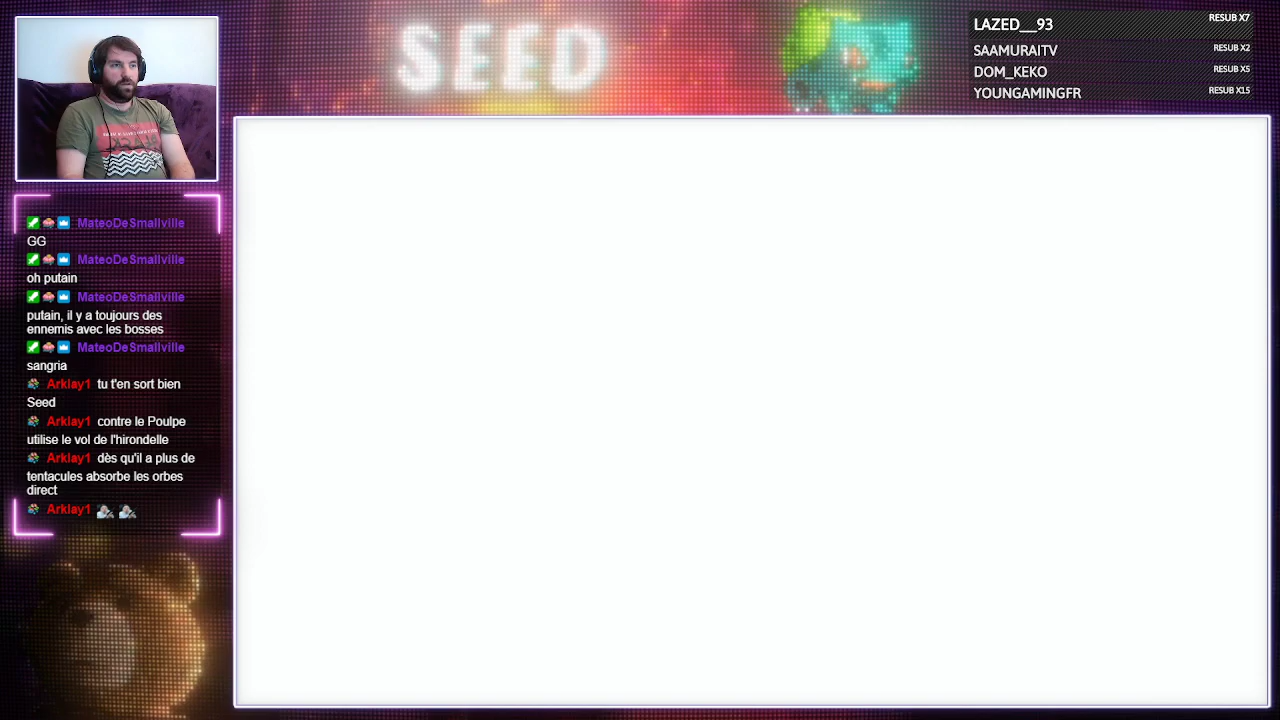 SEED
LAZED__93 RESUB X7
SAAMURAITV RESUB X2
DOM_KEKO RESUB X5
YOUNGAMINGFR RESUB X15
MateoDeSmallville
GG
MateoDeSmallville
oh putain
MateoDeSmallville
putain, il y a toujours des
ennemis avec les bosses
MateoDeSmallville
sangria
Arklay1 tu t'en sort bien
Seed
Arklay1 contre le Poulpe
utilise le vol de l'hirondelle
Arklay1 dès qu'il a plus de
tentacules absorbe les orbes
direct
Arklay1